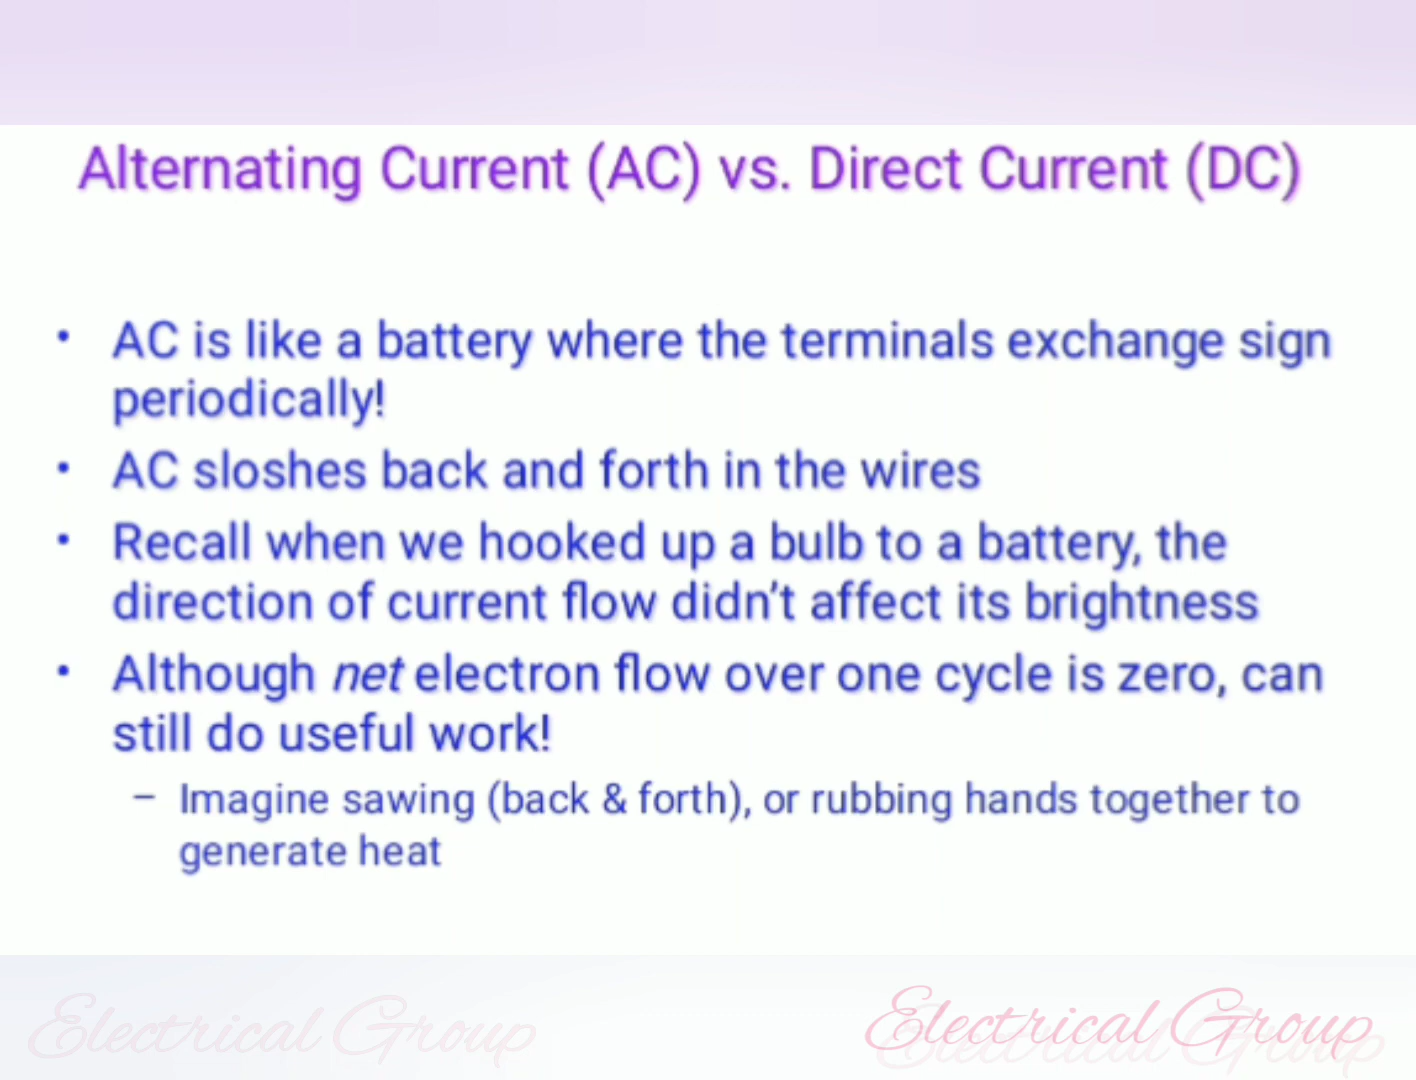 Alternating Current (AC) vs. Direct Current (DC)
• AC is like a battery where the terminals exchange sign
periodically!
• AC sloshes back and forth in the wires
• Recall when we hooked up a bulb to a battery, the
direction of current flow didn’t affect its brightness
• Although net electron flow over one cycle is zero, can
still do useful work!
– Imagine sawing (back & forth), or rubbing hands together to
generate heat
Electrical Group
Electrical Group